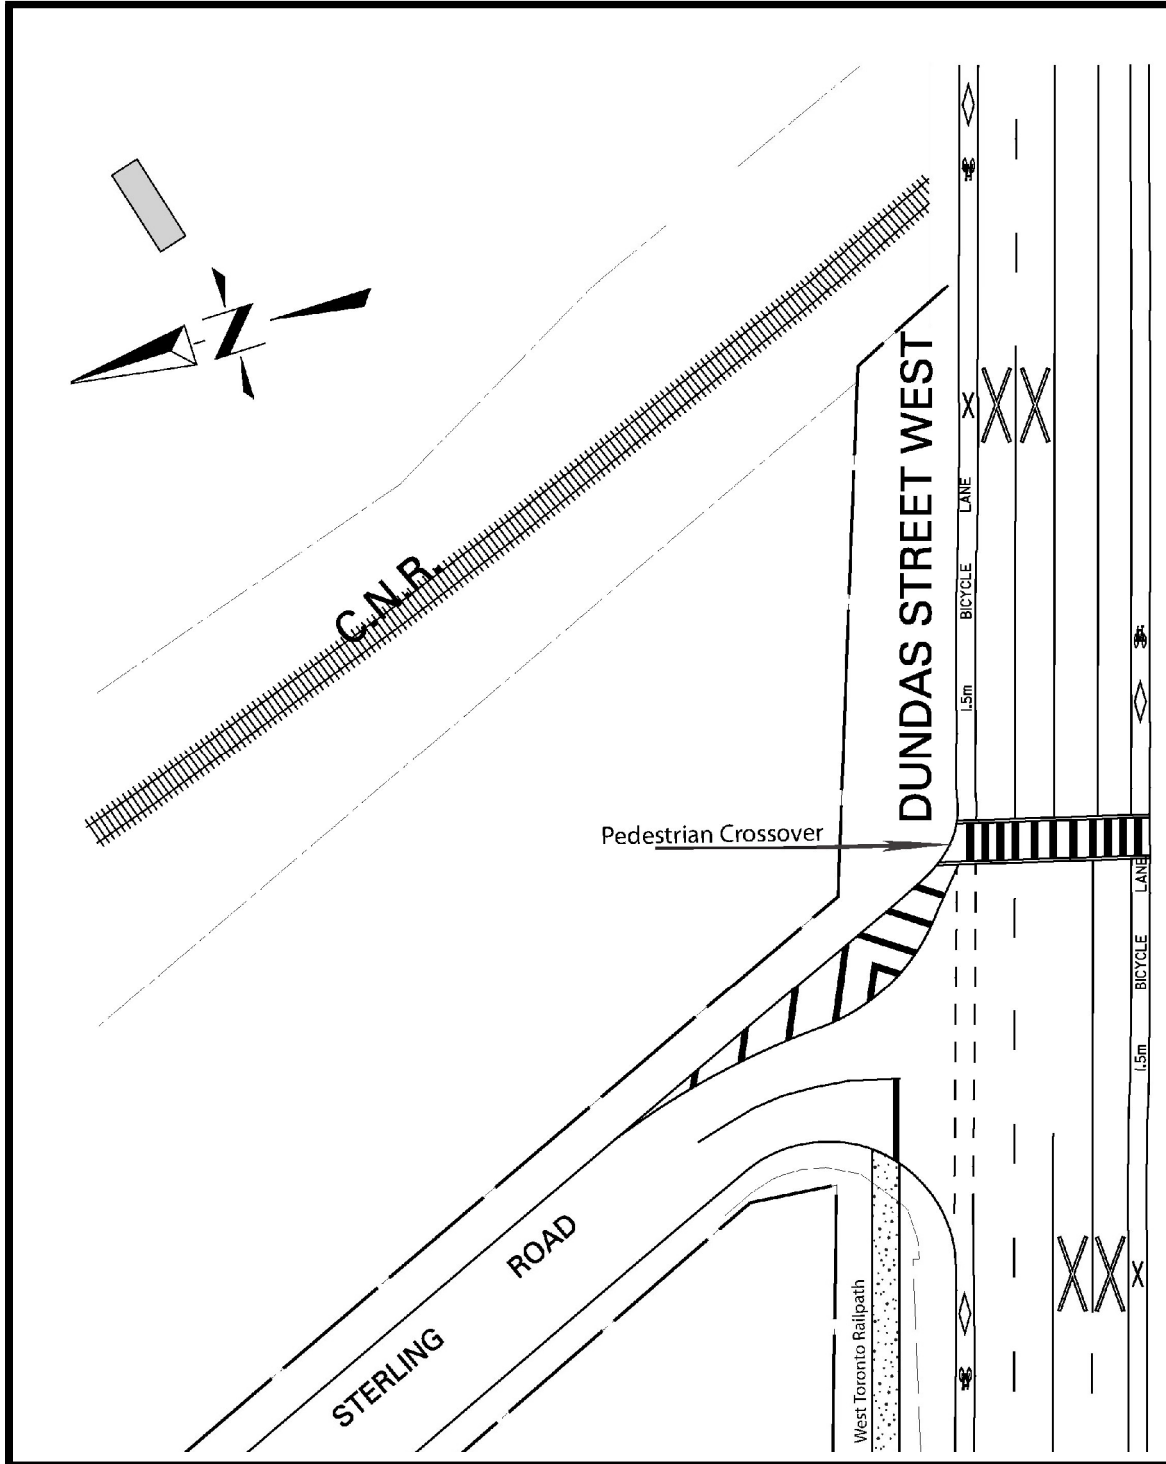 N
DUNDAS STREET WEST
C.N.R.
1.5m BICYCLE LANE
Pedestrian Crossover
1.5m BICYCLE LANE
STERLING ROAD
West Toronto Railpath